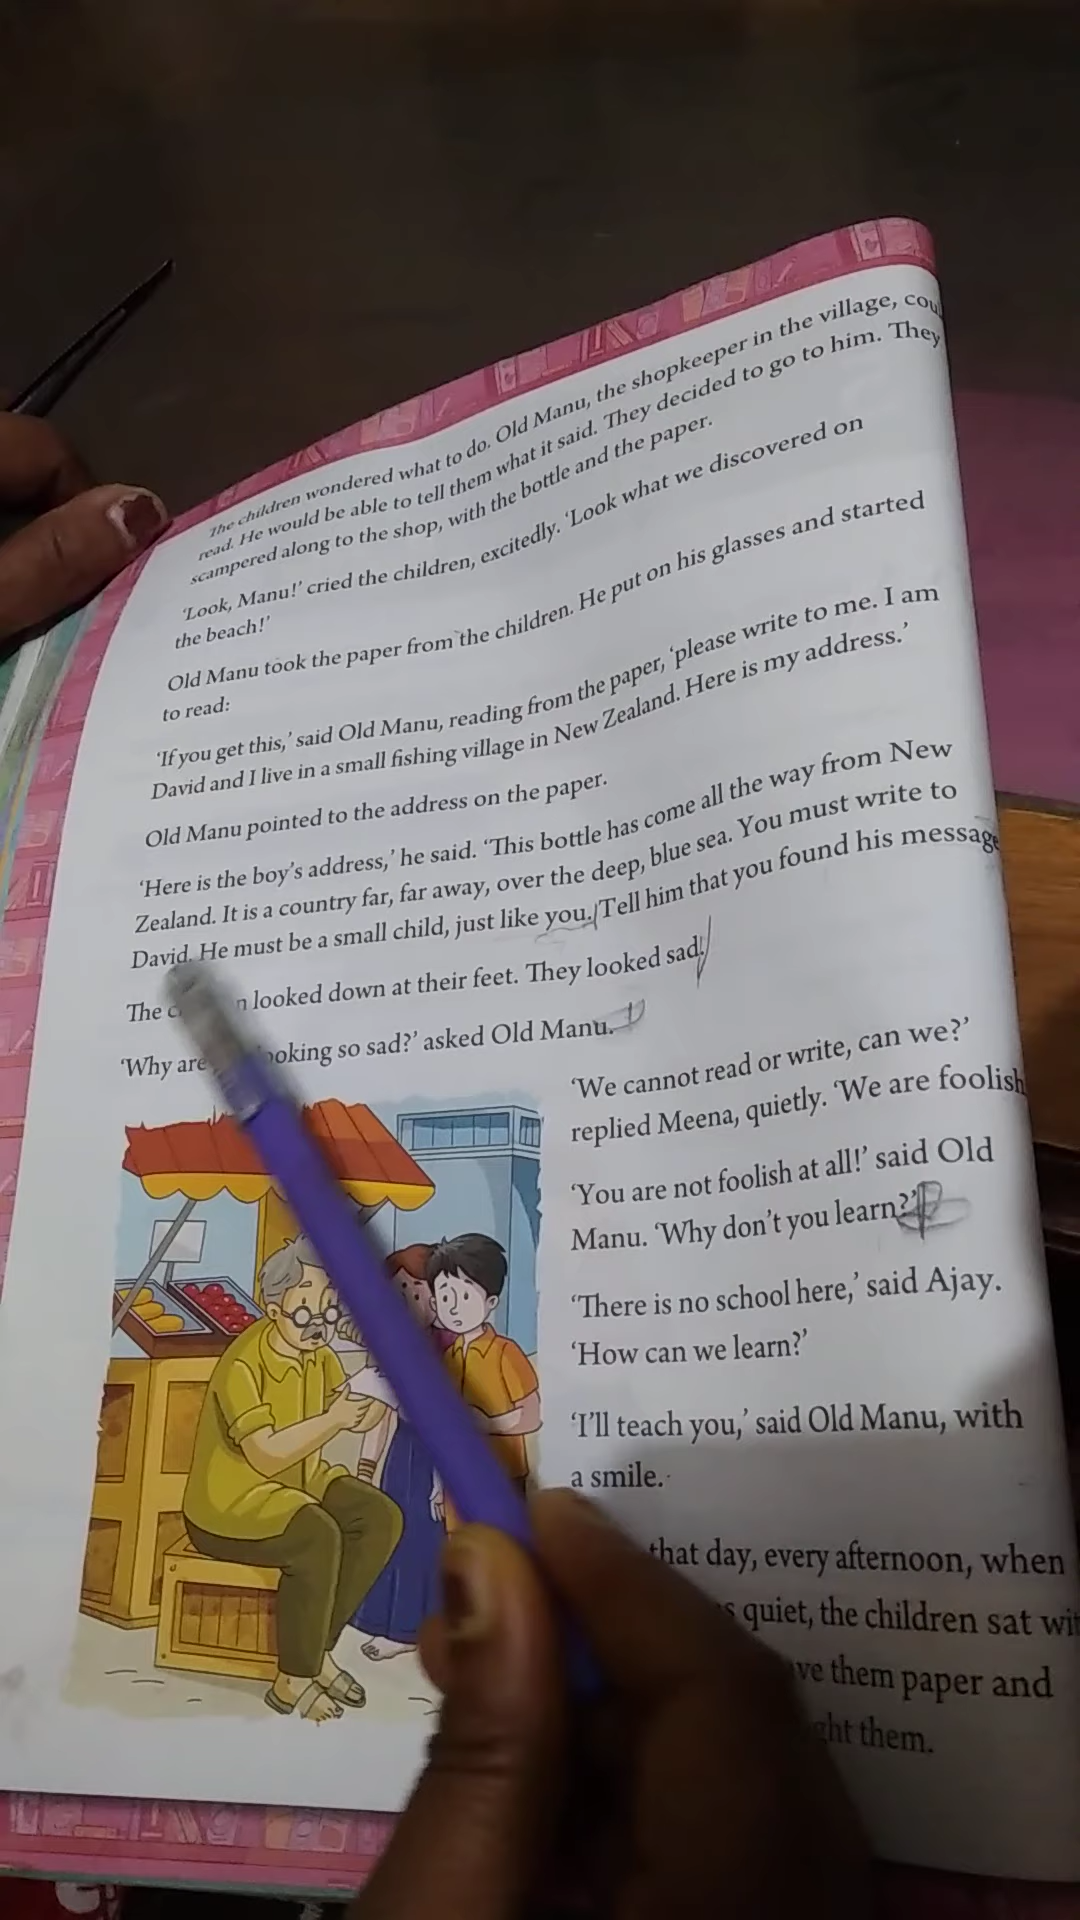 The children wondered what to do. Old Manu, the shopkeeper in the village,
read. He would be able to tell them what it said. They decided to go to him. They
scampered along to the shop, with the bottle and the paper.
'Look, Manu!' cried the children, excitedly. 'Look what we discovered on
the beach!'
Old Manu took the paper from the children. He put on his glasses and started
to read:
'If you get this,' said Old Manu, reading from the paper, 'please write to me. I am
David and I live in a small fishing village in New Zealand. Here is my address.'
Old Manu pointed to the address on the paper.
'Here is the boy's address,' he said. 'This bottle has come all the way from New
Zealand. It is a country far, far away, over the deep, blue sea. You must write to
David. He must be a small child, just like you. Tell him that you found his message
The looked down at their feet. They looked sad.
'Why are looking so sad?' asked Old Manu.
'We cannot read or write, can we?'
replied Meena, quietly. 'We are foolish
'You are not foolish at all!' said Old
Manu. 'Why don't you learn?'
'There is no school here,' said Ajay.
'How can we learn?'
'I'll teach you,' said Old Manu, with
a smile.
that day, every afternoon, when
quiet, the children sat
them paper and
them.